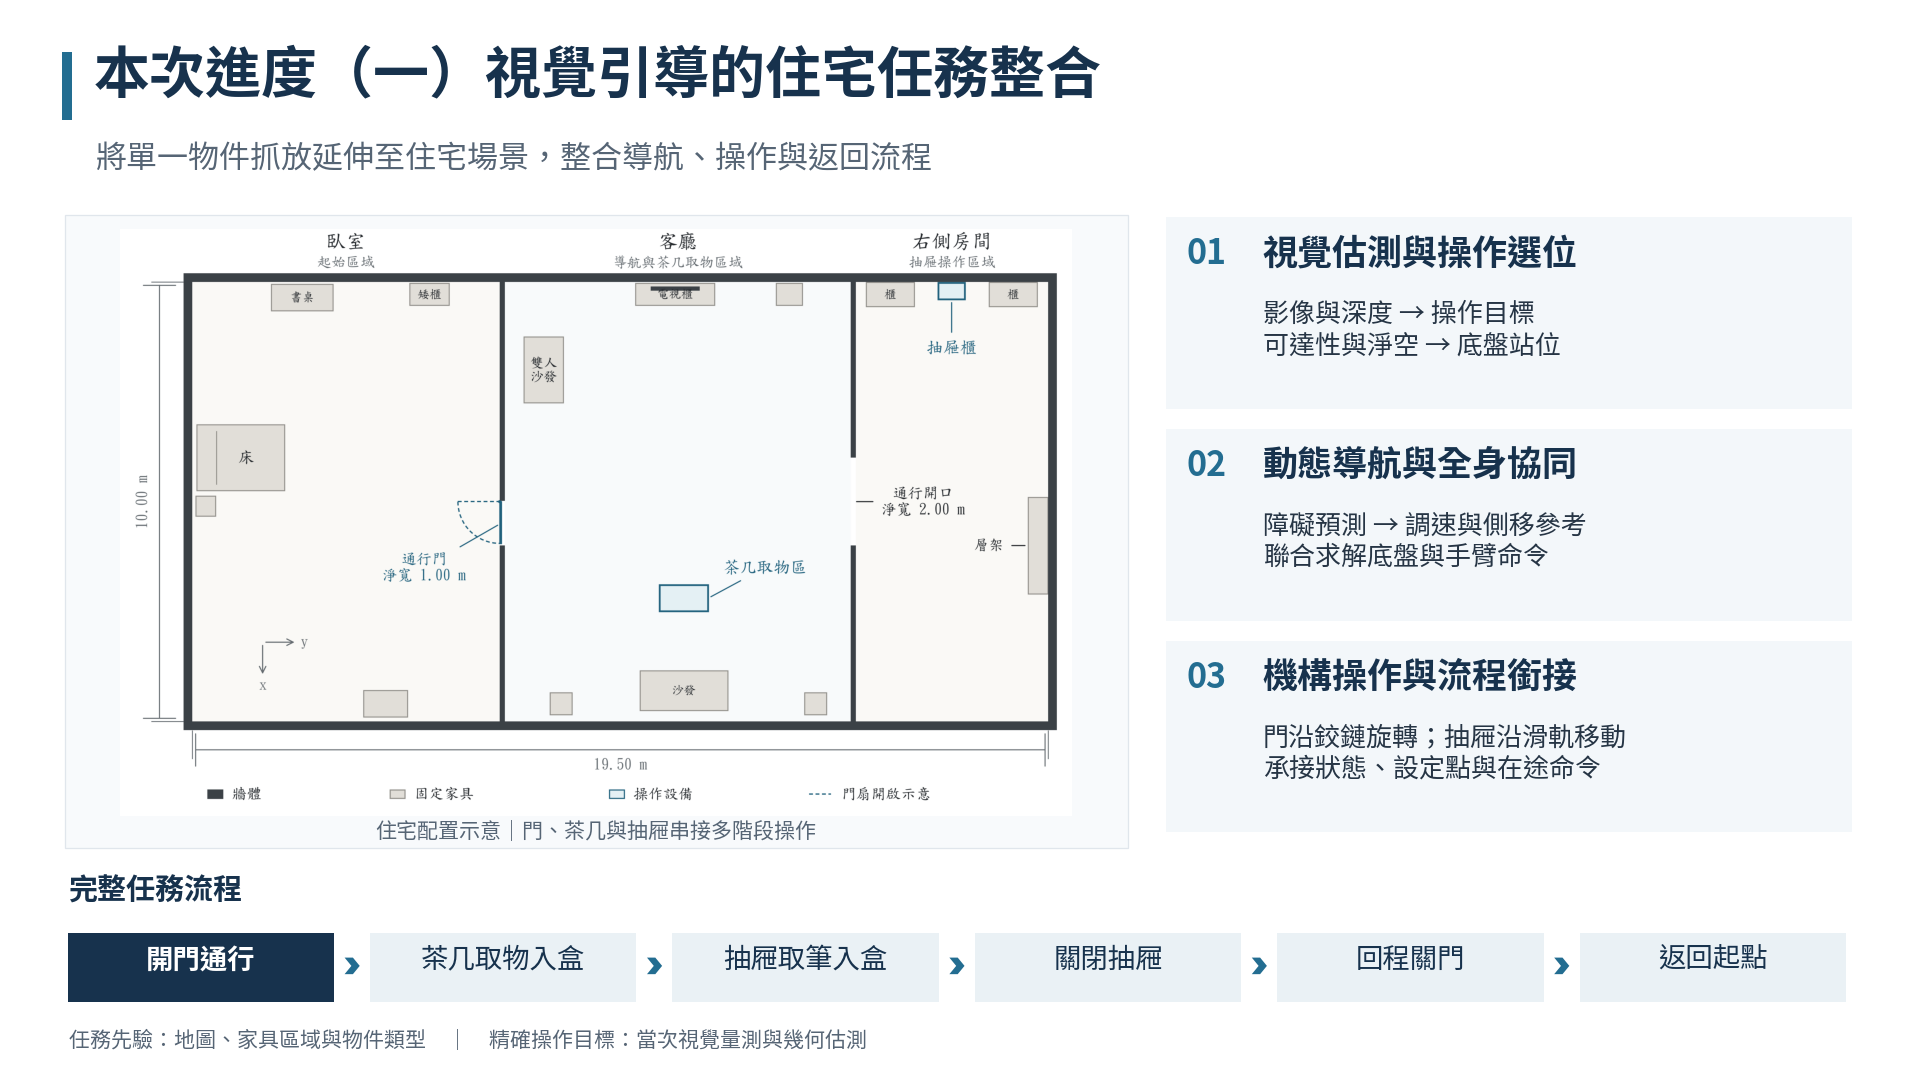 本次進度（一）視覺引導的住宅任務整合
將單一物件抓放延伸至住宅場景，整合導航、操作與返回流程
臥室
起始區域
客廳
導航與茶几取物區域
右側房間
抽屜操作區域
書桌
矮櫃
電視櫃
櫃
櫃
抽屜櫃
雙人
沙發
床
10.00 m
通行開口
淨寬 2.00 m
層架
通行門
淨寬 1.00 m
茶几取物區
y
x
沙發
19.50 m
牆體
固定家具
操作設備
門扇開啟示意
住宅配置示意｜門、茶几與抽屜串接多階段操作
01
視覺估測與操作選位
影像與深度 → 操作目標
可達性與淨空 → 底盤站位
02
動態導航與全身協同
障礙預測 → 調速與側移參考
聯合求解底盤與手臂命令
03
機構操作與流程銜接
門沿鉸鏈旋轉；抽屜沿滑軌移動
承接狀態、設定點與在途命令
完整任務流程
開門通行 › 茶几取物入盒 › 抽屜取筆入盒 › 關閉抽屜 › 回程關門 › 返回起點
任務先驗：地圖、家具區域與物件類型 ｜ 精確操作目標：當次視覺量測與幾何估測